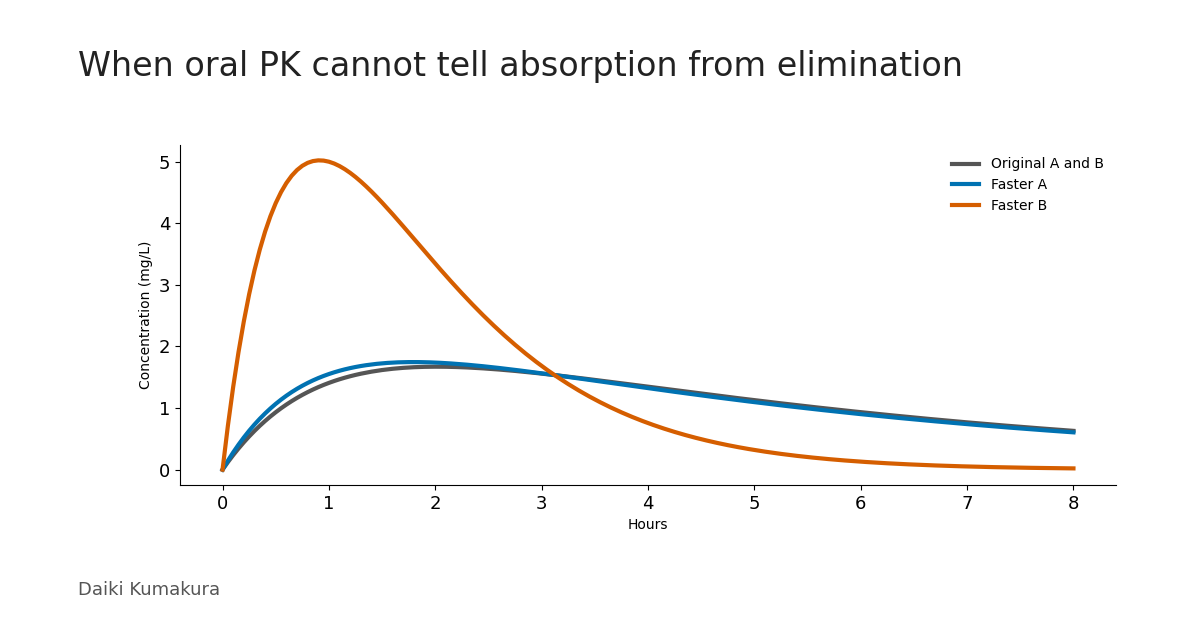 When oral PK cannot tell absorption from elimination
Original A and B
Faster A
Faster B
Concentration (mg/L)
5
4
3
2
1
0
0 1 2 3 4 5 6 7 8
Hours
Daiki Kumakura